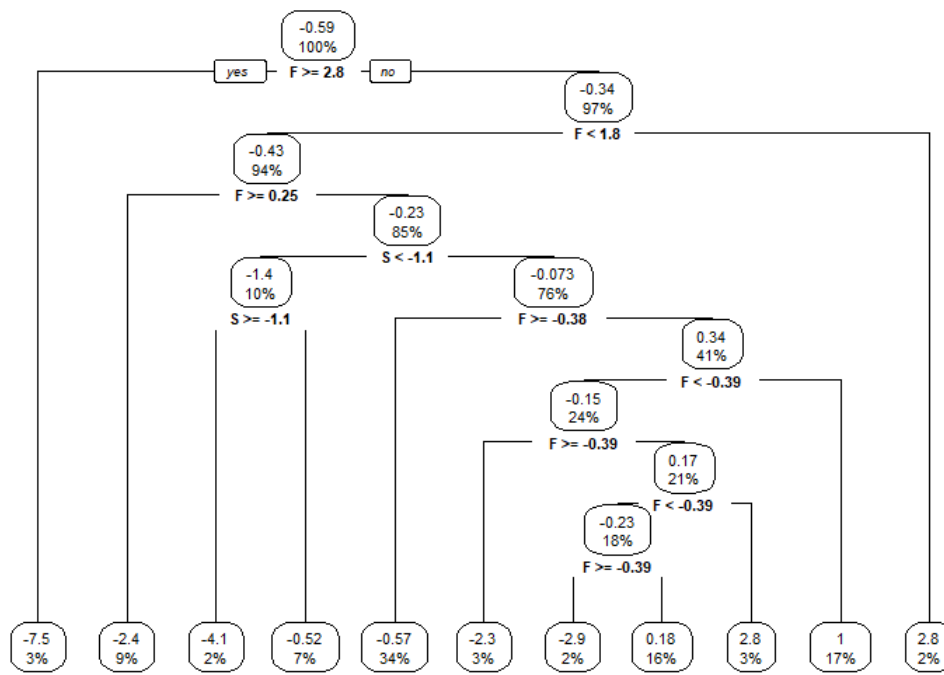 -0.59
100%
yes F >= 2.8 no
-0.34
97%
F < 1.8
-0.43
94%
F >= 0.25
-0.23
85%
S < -1.1
-1.4
10%
S >= -1.1
-0.073
76%
F >= -0.38
0.34
41%
F < -0.39
-0.15
24%
F >= -0.39
0.17
21%
F < -0.39
-0.23
18%
F >= -0.39
-7.5 -2.4 -4.1 -0.52 -0.57 -2.3 -2.9 0.18 2.8 1 2.8
3% 9% 2% 7% 34% 3% 2% 16% 3% 17% 2%